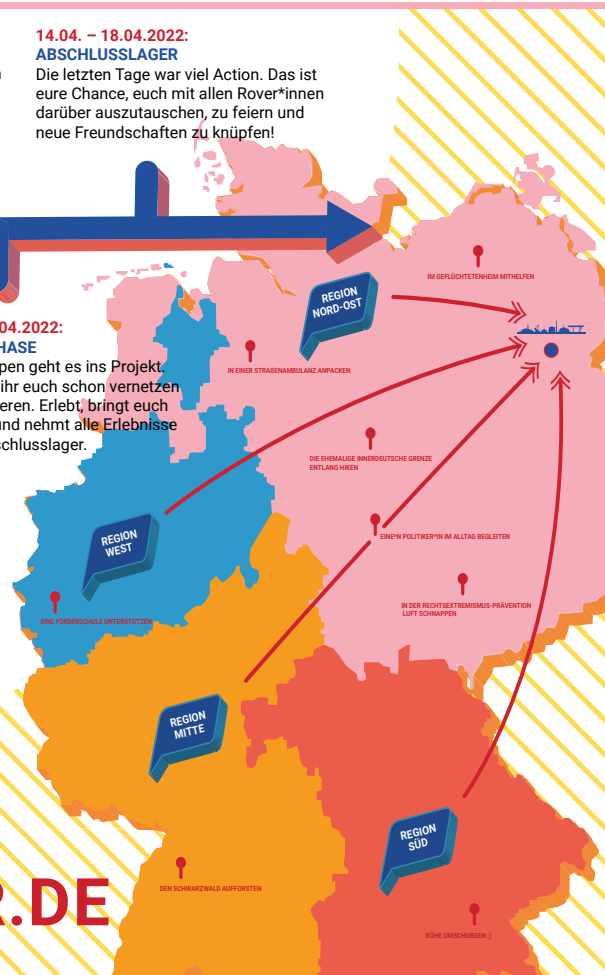 14.04. – 18.04.2022:
ABSCHLUSSLAGER
Die letzten Tage war viel Action. Das ist
eure Chance, euch mit allen Rover*innen
darüber auszutauschen, zu feiern und
neue Freundschaften zu knüpfen!
IM GEFLÜCHTETENHEIM MITHELFEN
REGION
NORD-OST
04.2022:
HASE
pen geht es ins Projekt.
ihr euch schon vernetzen
eren. Erlebt, bringt euch
und nehmt alle Erlebnisse
schlusslager.
IN EINER STRAßENAMBULANZ ANPACKEN
DIE EHEMALIGE INNERDEUTSCHE GRENZE
ENTLANG HIKEN
EINE*N POLITIKER*IN IM ALLTAG BEGLEITEN
REGION
WEST
IN DER RECHTSEXTREMISMUS-PRÄVENTION
LUFT SCHNAPPEN
EINE FÖRDERSCHULE UNTERSTÜTZEN
REGION
MITTE
REGION
SÜD
DEN SCHWARZWALD AUFFORSTEN
R.DE
KÜHE UMSCHUBSEN ;)